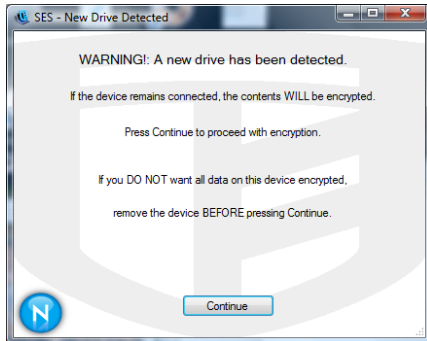 SES - New Drive Detected
WARNING!: A new drive has been detected.
If the device remains connected, the contents WILL be encrypted.
Press Continue to proceed with encryption.
If you DO NOT want all data on this device encrypted,
remove the device BEFORE pressing Continue.
Continue
N